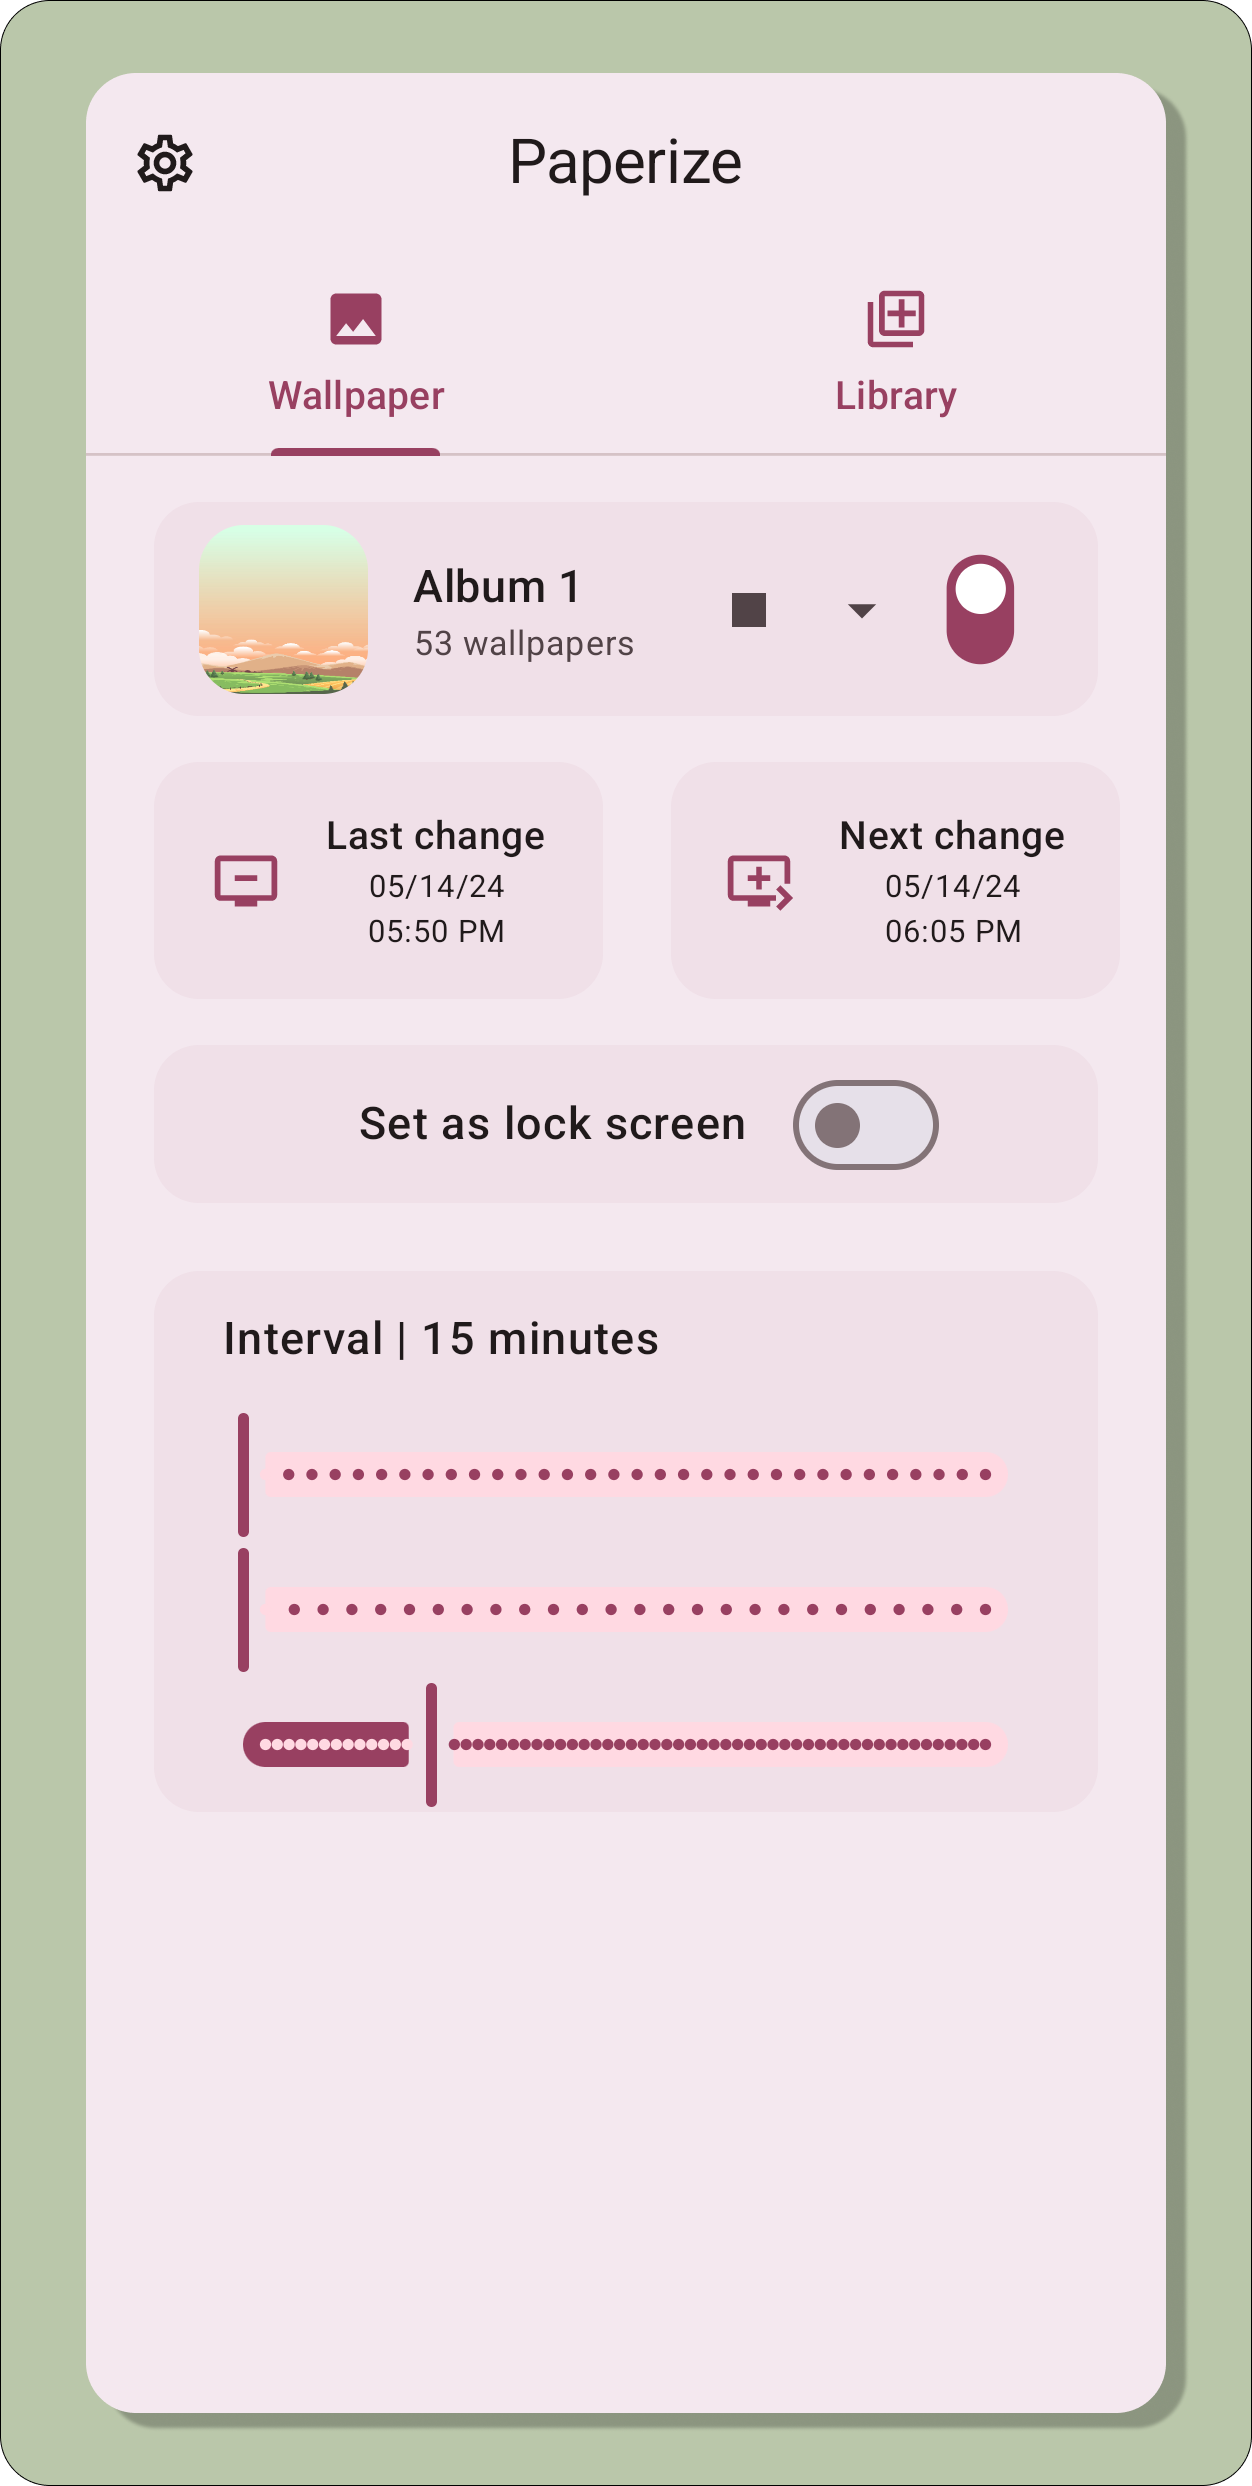 Paperize
Wallpaper
Library
Album 1
53 wallpapers
Last change
05/14/24
05:50 PM
Next change
05/14/24
06:05 PM
Set as lock screen
Interval | 15 minutes